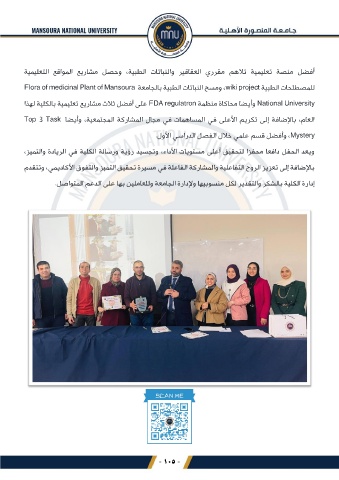 MANSOURA NATIONAL UNIVERSITY
جـامـعـة المنصـورة الأهلـيـة
mnu
أفضل منصة تعليمية تلاهم مقرري العقاقير والنباتات الطبية، وحصل مشاريع المواقع التعليمية
للمصطلحات الطبية wiki project، ومسح النباتات الطبية بالجامعة Flora of medicinal Plant of Mansoura
National University وأيضا محاكاة منظمة FDA regulatron على أفضل ثلاث مشاريع تعليمية بالكلية لهذا
العام، بالإضافة إلى تكريم الأعلى في المساهمات في مجال المشاركة المجتمعية، وأيضا Top 3 Task
Mystery، وأفضل قسم علمي خلال الفصل الدراسي الأول.
ويعد الحفل دافعا محفزا لتحقيق أعلى مستويات الأداء، وتجسيد رؤية ورسالة الكلية في الريادة والتميز،
بالإضافة إلى تعزيز الروح التفاعلية والمشاركة الفاعلة في مسيرة تحقيق التميز والتفوق الأكاديمي، وتتقدم
إدارة الكلية بالشكر والتقدير لكل منسوبيها ولإدارة الجامعة وللعاملين بها على الدعم المتواصل.
SCAN ME
- ١٠٥ -